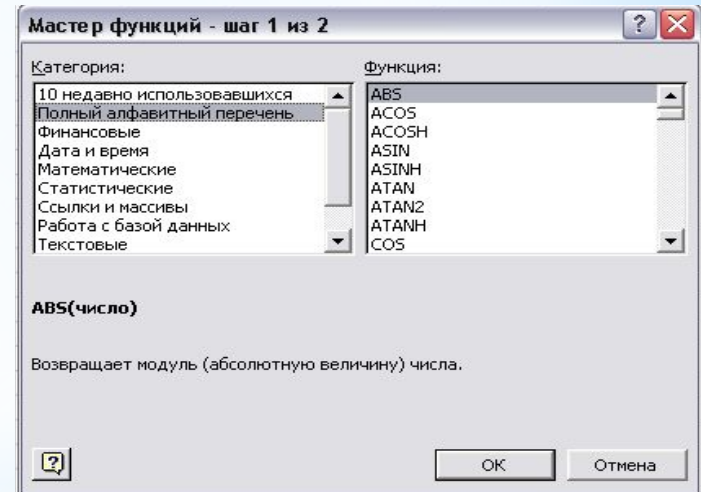 Мастер функций - шаг 1 из 2
Категория:
10 недавно использовавшихся
Полный алфавитный перечень
Финансовые
Дата и время
Математические
Статистические
Ссылки и массивы
Работа с базой данных
Текстовые
Функция:
ABS
ACOS
ACOSH
ASIN
ASINH
ATAN
ATAN2
ATANH
COS
ABS(число)
Возвращает модуль (абсолютную величину) числа.
ОК
Отмена